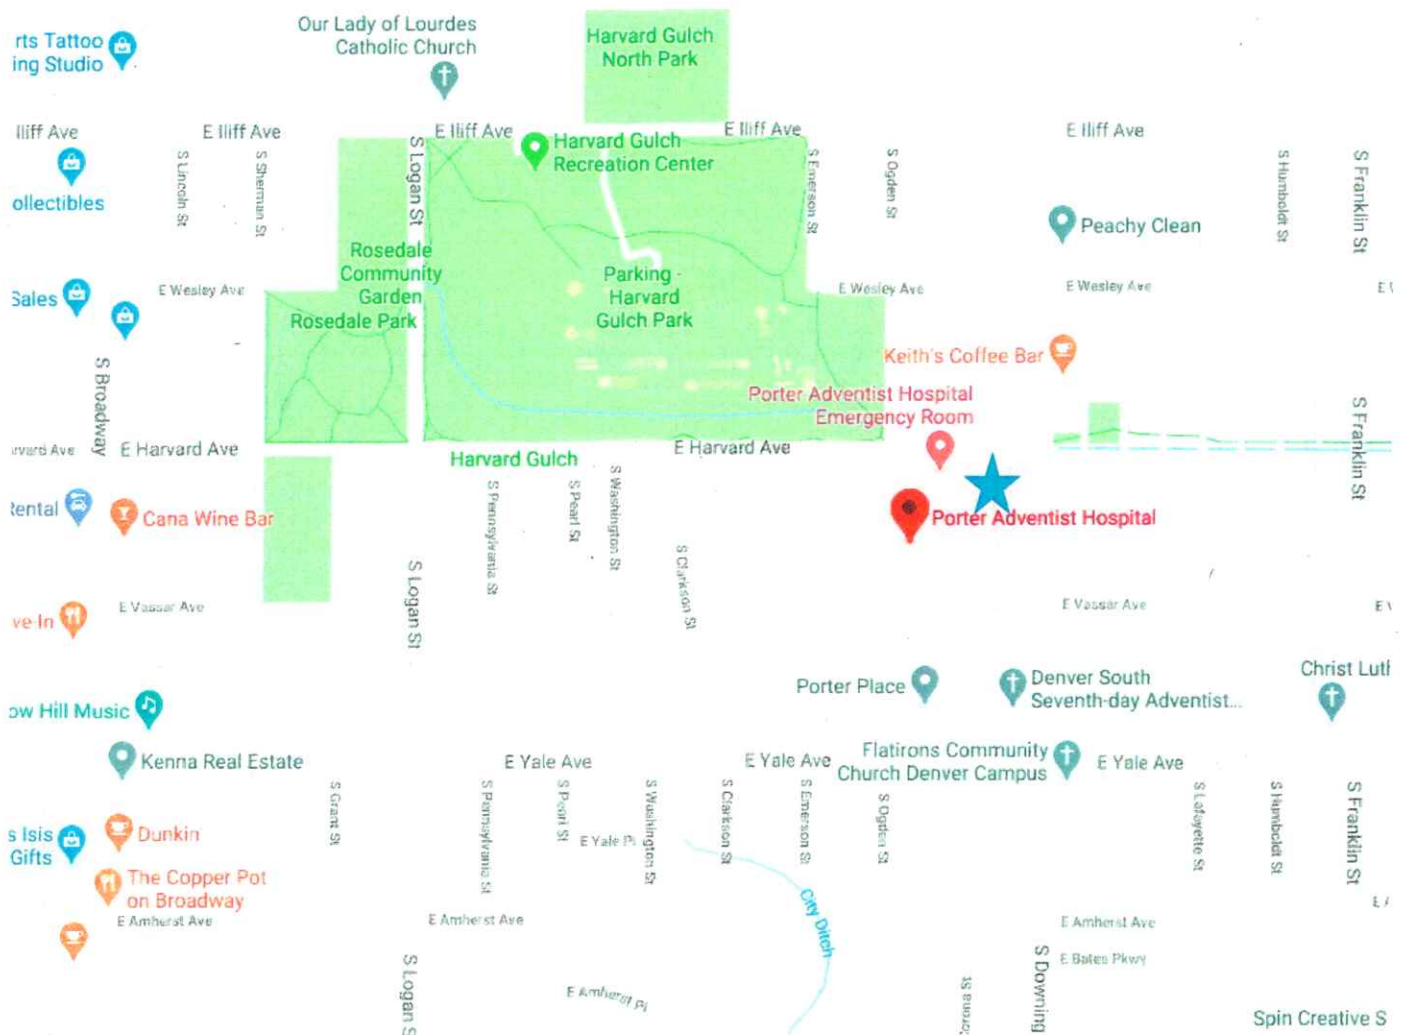 Our Lady of Lourdes
Catholic Church
Harvard Gulch
North Park
rts Tattoo
ing Studio
Iliff Ave
E Iliff Ave
E Iliff Ave
E Iliff Ave
E Iliff Ave
Harvard Gulch
Recreation Center
S Lincoln St
S Sherman St
S Logan St
S Emerson St
S Ogden St
S Humboldt St
S Franklin St
ollectibles
Peachy Clean
Rosedale
Community
Garden
Rosedale Park
Parking -
Harvard
Gulch Park
Sales
E Wesley Ave
E Wesley Ave
E Wesley Ave
Keith's Coffee Bar
S Broadway
Porter Adventist Hospital
Emergency Room
S Franklin St
arvard Ave
E Harvard Ave
E Harvard Ave
Harvard Gulch
Rental
Cana Wine Bar
S Pennsylvania St
S Pearl St
S Washington St
S Clarkson St
Porter Adventist Hospital
S Logan St
E Vassar Ave
E Vassar Ave
E V
ve-In
Porter Place
Denver South
Seventh-day Adventist...
Christ Luth
ow Hill Music
Kenna Real Estate
E Yale Ave
E Yale Ave
Flatirons Community
Church Denver Campus
E Yale Ave
S Grant St
S Pennsylvania St
S Pearl St
S Washington St
S Clarkson St
S Emerson St
S Ogden St
S Lafayette St
S Humboldt St
S Franklin St
s Isis
Gifts
Dunkin
E Yale Pl
The Copper Pot
on Broadway
E Amherst Ave
E Amherst Ave
City Ditch
E Amherst Ave
E Bates Pkwy
S Logan S
E Amherst Pl
S Downing
Spin Creative S